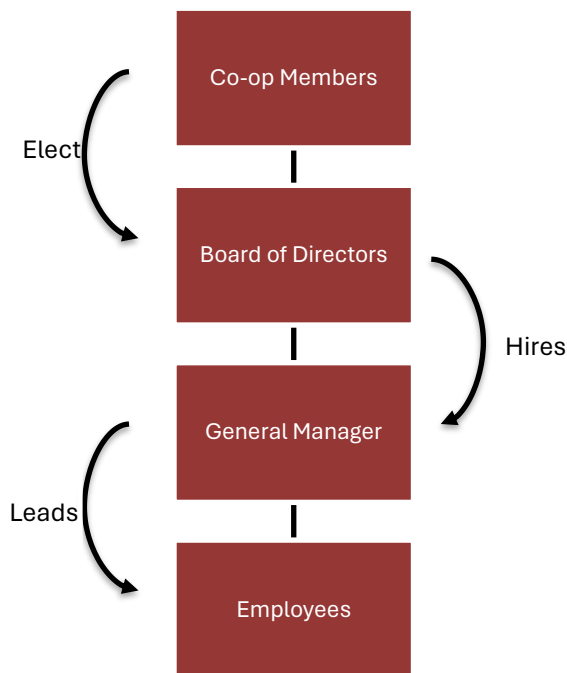 Co-op Members
Elect
Board of Directors
Hires
General Manager
Leads
Employees